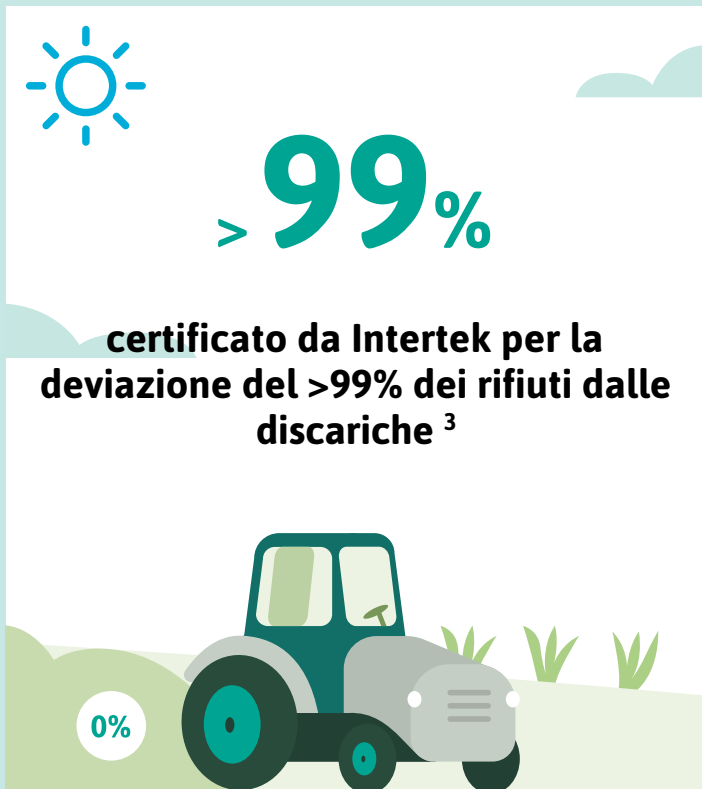 > 99%
certificato da Intertek per la
deviazione del >99% dei rifiuti dalle
discariche ³
0%